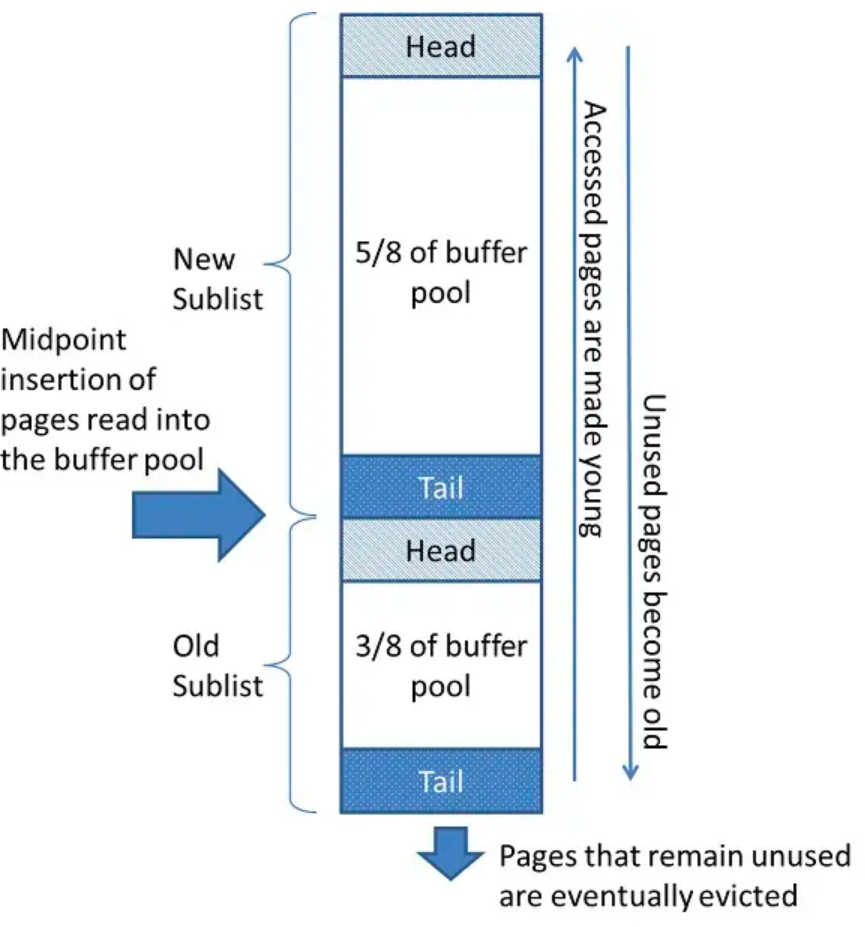 Head
5/8 of buffer
pool
New
Sublist
Midpoint
insertion of
pages read into
the buffer pool
Tail
Head
Old
Sublist
3/8 of buffer
pool
Tail
Accessed pages are made young
Unused pages become old
Pages that remain unused
are eventually evicted